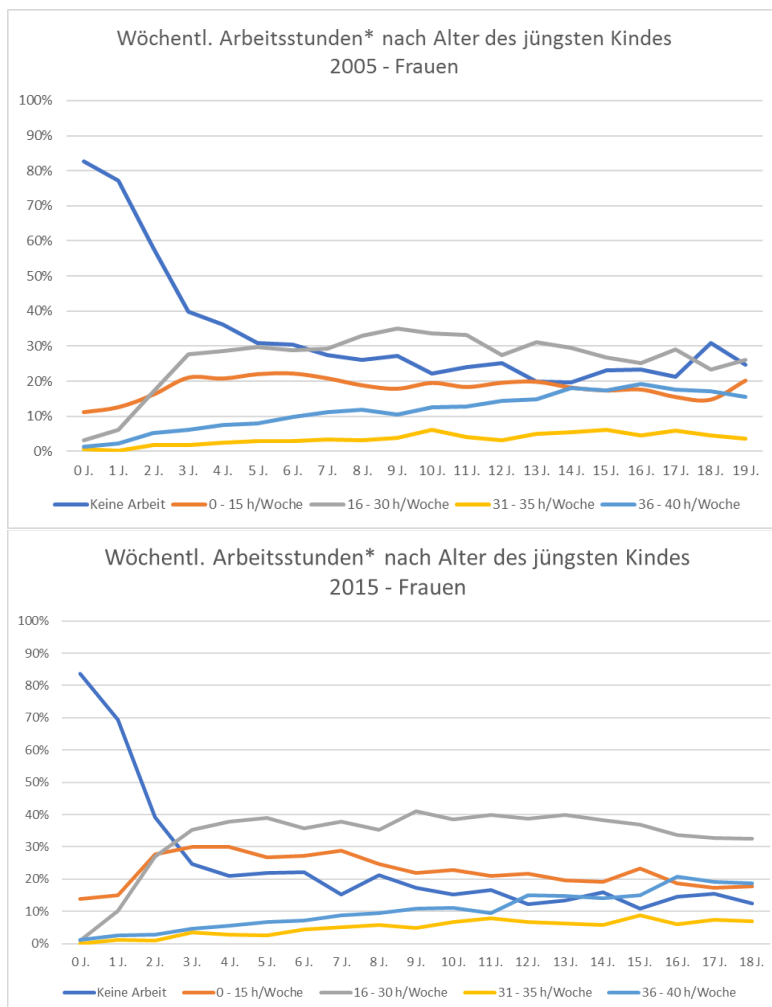 Wöchentl. Arbeitsstunden* nach Alter des jüngsten Kindes
2005 - Frauen
100%
90%
80%
70%
60%
50%
40%
30%
20%
10%
0%
0 J. 1 J. 2 J. 3 J. 4 J. 5 J. 6 J. 7 J. 8 J. 9 J. 10 J. 11 J. 12 J. 13 J. 14 J. 15 J. 16 J. 17 J. 18 J. 19 J.
Keine Arbeit 0 - 15 h/Woche 16 - 30 h/Woche 31 - 35 h/Woche 36 - 40 h/Woche
Wöchentl. Arbeitsstunden* nach Alter des jüngsten Kindes
2015 - Frauen
100%
90%
80%
70%
60%
50%
40%
30%
20%
10%
0%
0 J. 1 J. 2 J. 3 J. 4 J. 5 J. 6 J. 7 J. 8 J. 9 J. 10 J. 11 J. 12 J. 13 J. 14 J. 15 J. 16 J. 17 J. 18 J.
Keine Arbeit 0 - 15 h/Woche 16 - 30 h/Woche 31 - 35 h/Woche 36 - 40 h/Woche